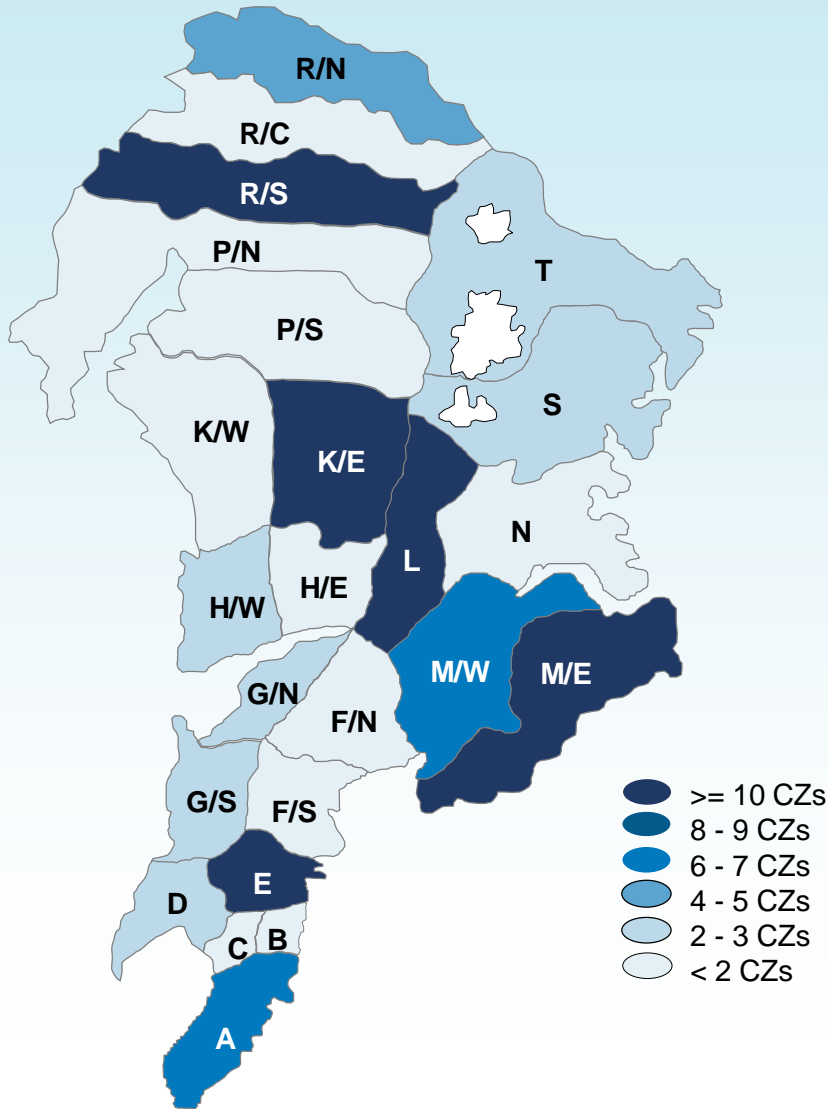 R/N
R/C
R/S
P/N
T
P/S
S
K/W
K/E
N
L
H/E
H/W
M/W
M/E
G/N
F/N
G/S
F/S
E
D
C
B
A
>= 10 CZs
8 - 9 CZs
6 - 7 CZs
4 - 5 CZs
2 - 3 CZs
< 2 CZs